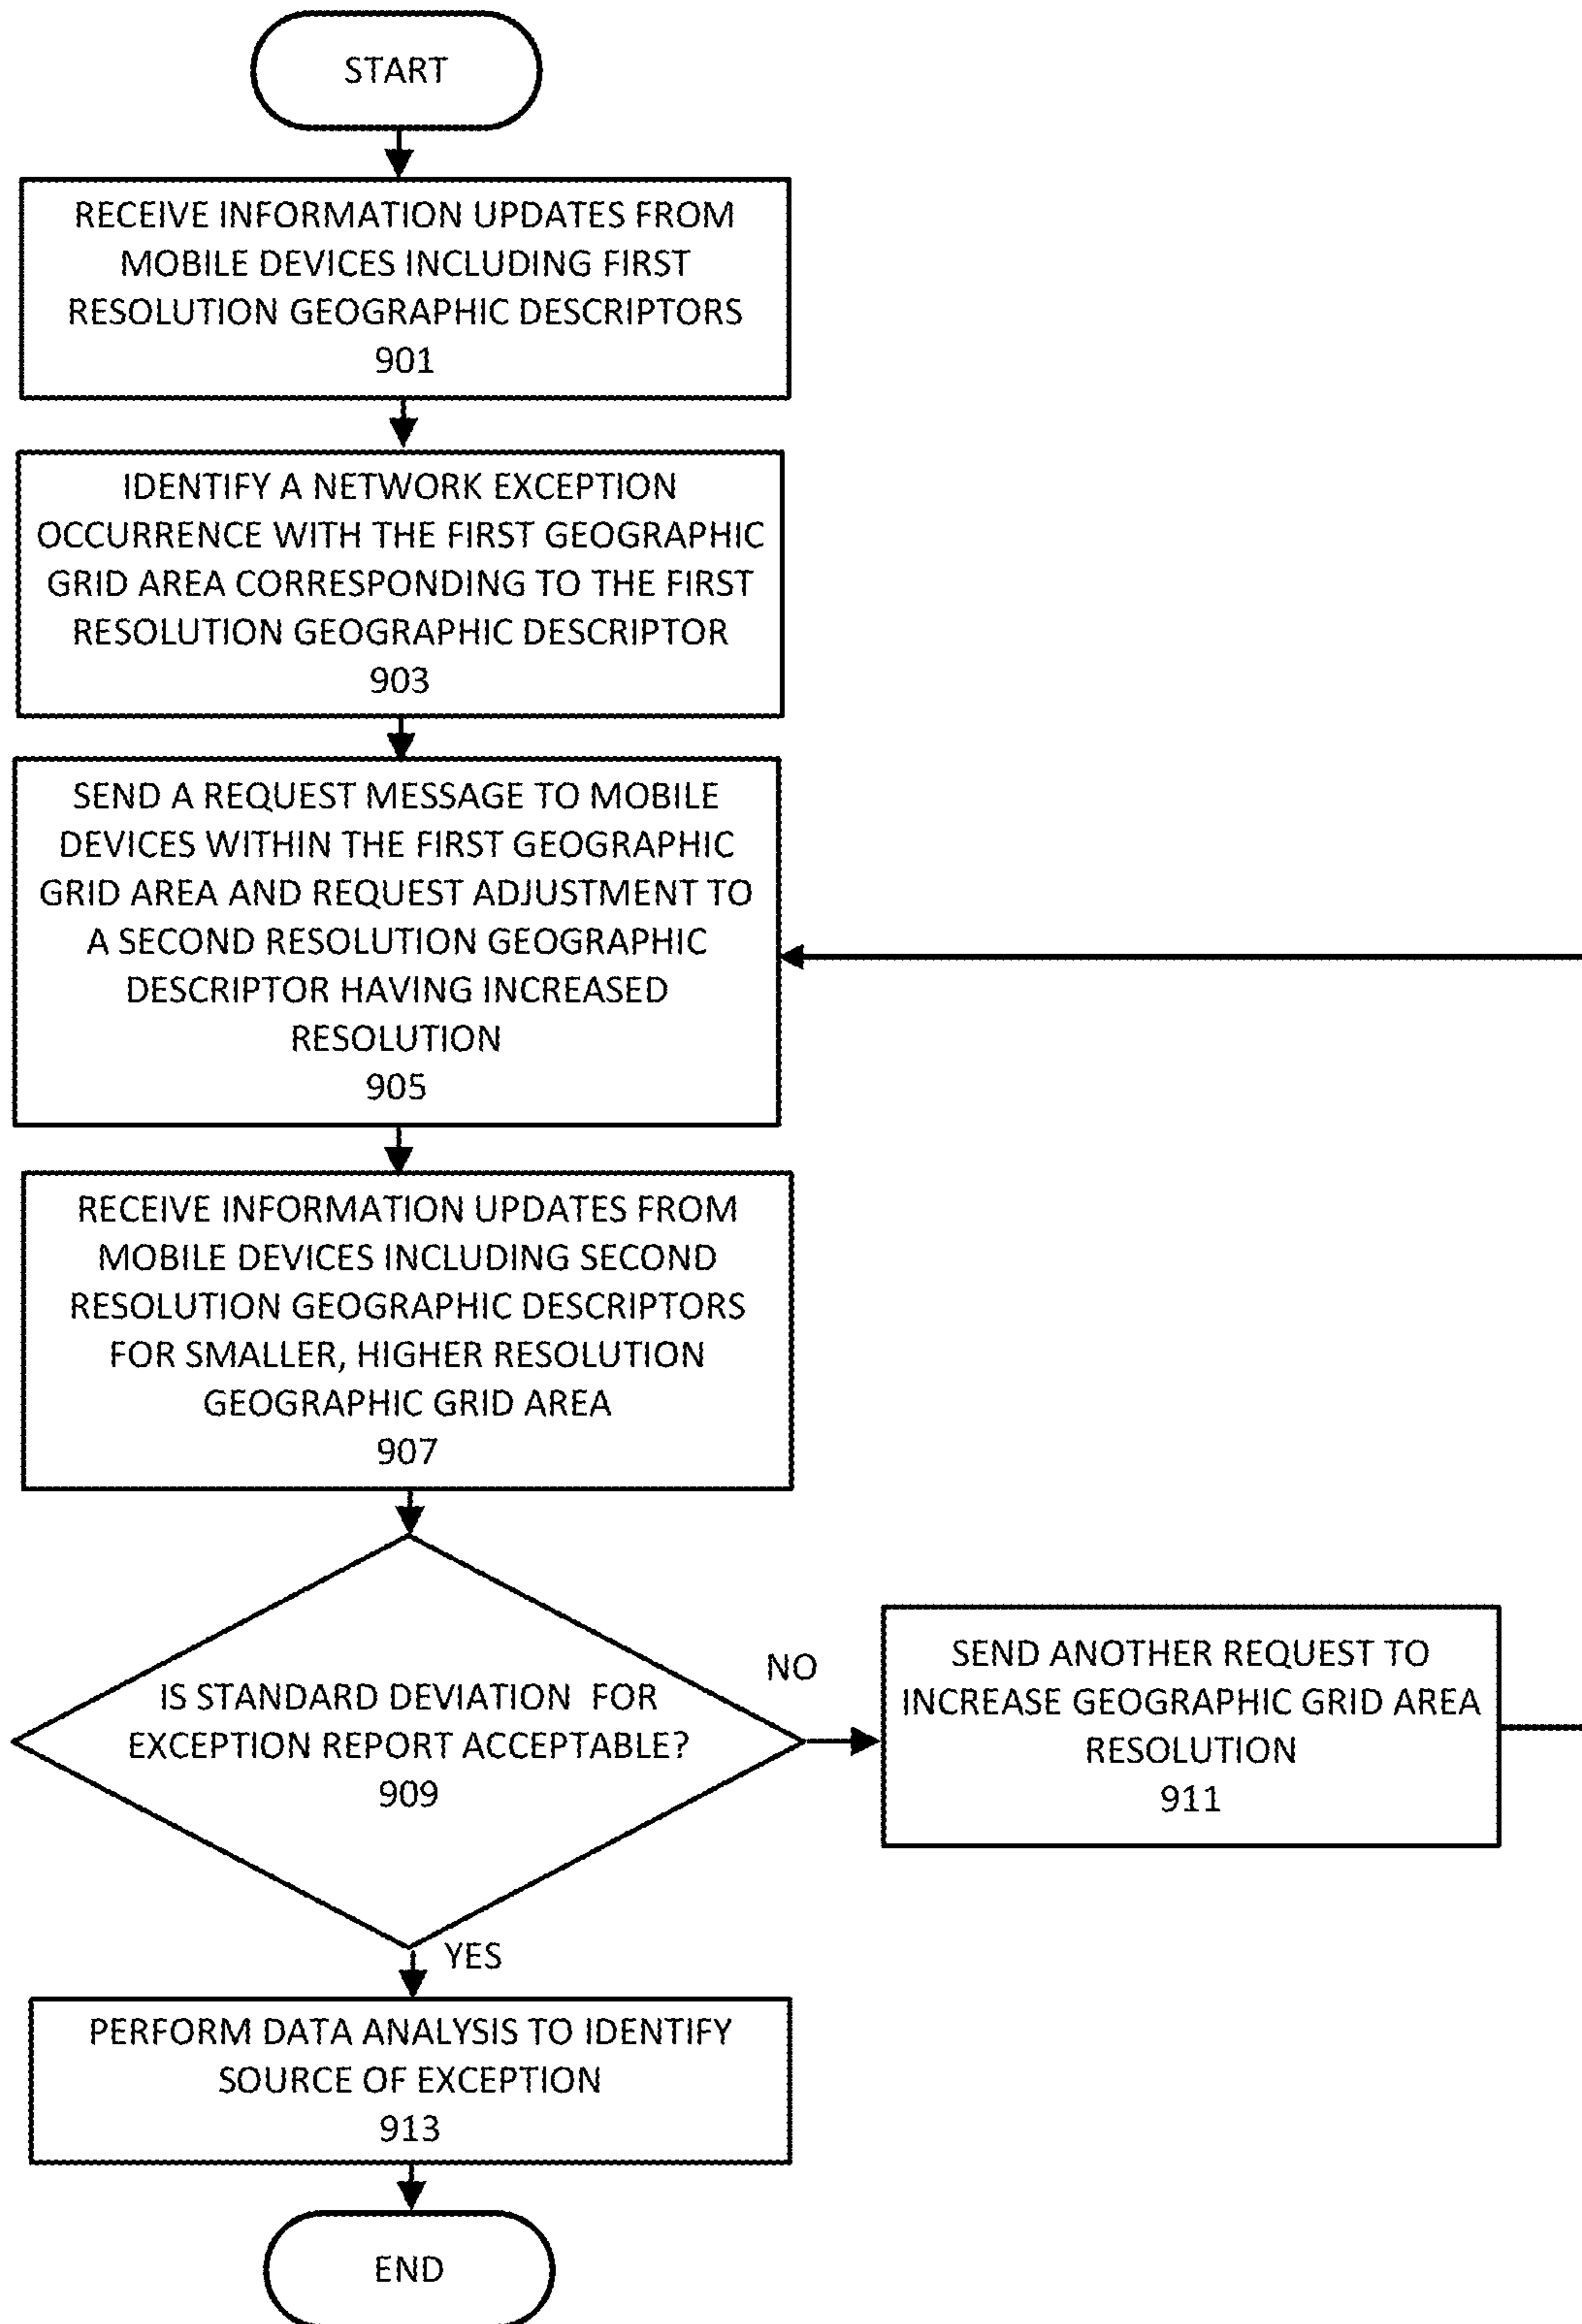 START
RECEIVE INFORMATION UPDATES FROM
MOBILE DEVICES INCLUDING FIRST
RESOLUTION GEOGRAPHIC DESCRIPTORS
901
IDENTIFY A NETWORK EXCEPTION
OCCURRENCE WITH THE FIRST GEOGRAPHIC
GRID AREA CORRESPONDING TO THE FIRST
RESOLUTION GEOGRAPHIC DESCRIPTOR
903
SEND A REQUEST MESSAGE TO MOBILE
DEVICES WITHIN THE FIRST GEOGRAPHIC
GRID AREA AND REQUEST ADJUSTMENT TO
A SECOND RESOLUTION GEOGRAPHIC
DESCRIPTOR HAVING INCREASED
RESOLUTION
905
RECEIVE INFORMATION UPDATES FROM
MOBILE DEVICES INCLUDING SECOND
RESOLUTION GEOGRAPHIC DESCRIPTORS
FOR SMALLER, HIGHER RESOLUTION
GEOGRAPHIC GRID AREA
907
IS STANDARD DEVIATION FOR
EXCEPTION REPORT ACCEPTABLE?
909
NO
SEND ANOTHER REQUEST TO
INCREASE GEOGRAPHIC GRID AREA
RESOLUTION
911
YES
PERFORM DATA ANALYSIS TO IDENTIFY
SOURCE OF EXCEPTION
913
END